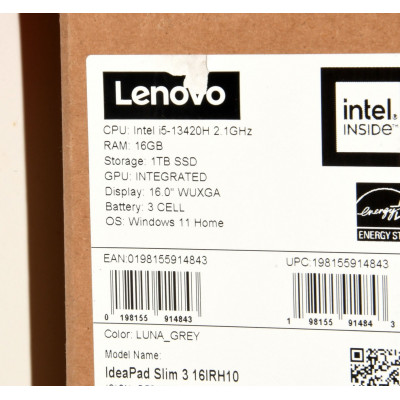 Lenovo
intel.
INSIDE™
CPU: Intel i5-13420H 2.1GHz
RAM: 16GB
Storage: 1TB SSD
GPU: INTEGRATED
Display: 16.0" WUXGA
Battery: 3 CELL
OS: Windows 11 Home
energy
ENERGY ST
EAN:0198155914843
UPC:198155914843
0 198155 914843
1 98155 91484 3
Color: LUNA_GREY
Model Name:
IdeaPad Slim 3 16IRH10